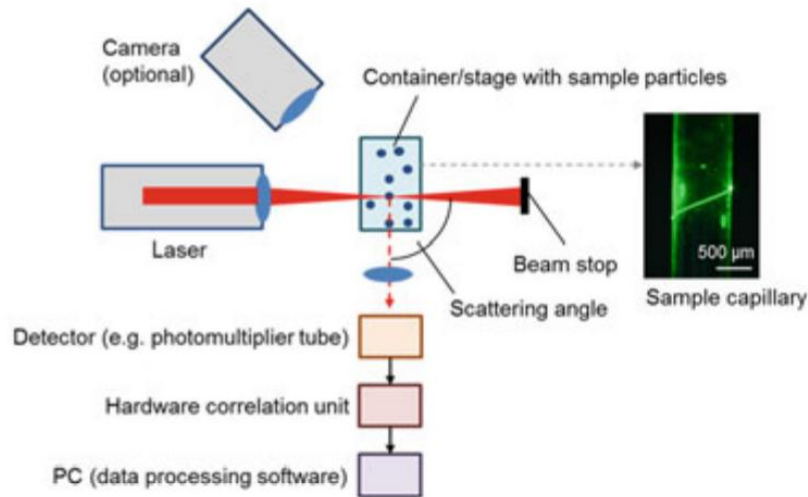 Camera
(optional)
Container/stage with sample particles
Laser
Beam stop
500 µm
Sample capillary
Scattering angle
Detector (e.g. photomultiplier tube)
Hardware correlation unit
PC (data processing software)